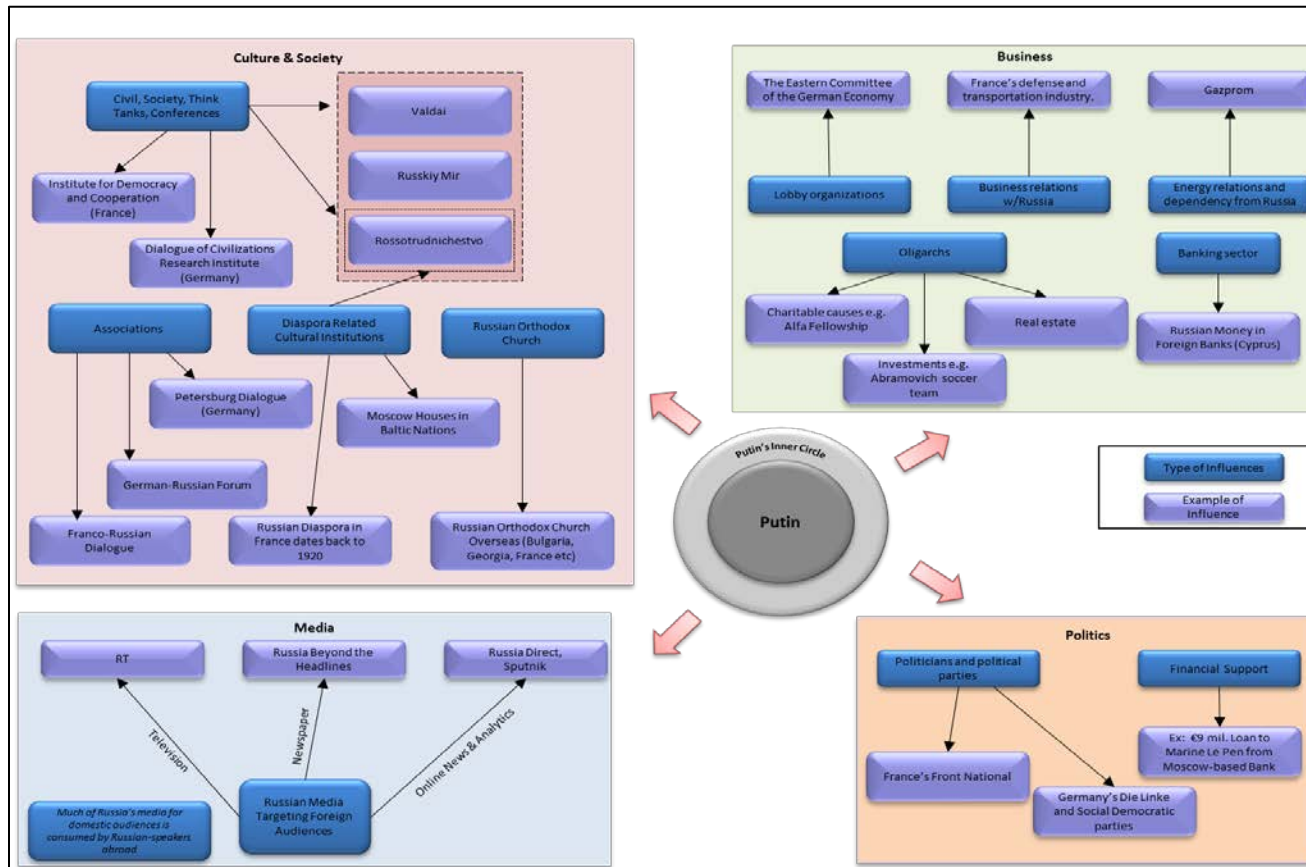 Culture & Society
Civil, Society, Think
Tanks, Conferences
Valdai
Russkiy Mir
Rossotrudnichestvo
Institute for Democracy
and Cooperation
(France)
Dialogue of Civilizations
Research Institute
(Germany)
Associations
Diaspora Related
Cultural Institutions
Russian Orthodox
Church
Petersburg Dialogue
(Germany)
Moscow Houses in
Baltic Nations
German-Russian Forum
Franco-Russian
Dialogue
Russian Diaspora in
France dates back to
1920
Russian Orthodox Church
Overseas (Bulgaria,
Georgia, France etc)
Business
The Eastern Committee
of the German Economy
France's defense and
transportation industry.
Gazprom
Lobby organizations
Business relations
w/Russia
Energy relations and
dependency from Russia
Oligarchs
Banking sector
Charitable causes e.g.
Alfa Fellowship
Real estate
Investments e.g.
Abramovich soccer
team
Russian Money in
Foreign Banks (Cyprus)
Putin's Inner Circle
Putin
Type of Influences
Example of
Influence
Media
RT
Russia Beyond the
Headlines
Russia Direct,
Sputnik
Television
Newspaper
Online News & Analytics
Much of Russia's media for
domestic audiences is
consumed by Russian-speakers
abroad
Russian Media
Targeting Foreign
Audiences
Politics
Politicians and political
parties
Financial Support
France's Front National
Ex: €9 mil. Loan to
Marine Le Pen from
Moscow-based Bank
Germany's Die Linke
and Social Democratic
parties